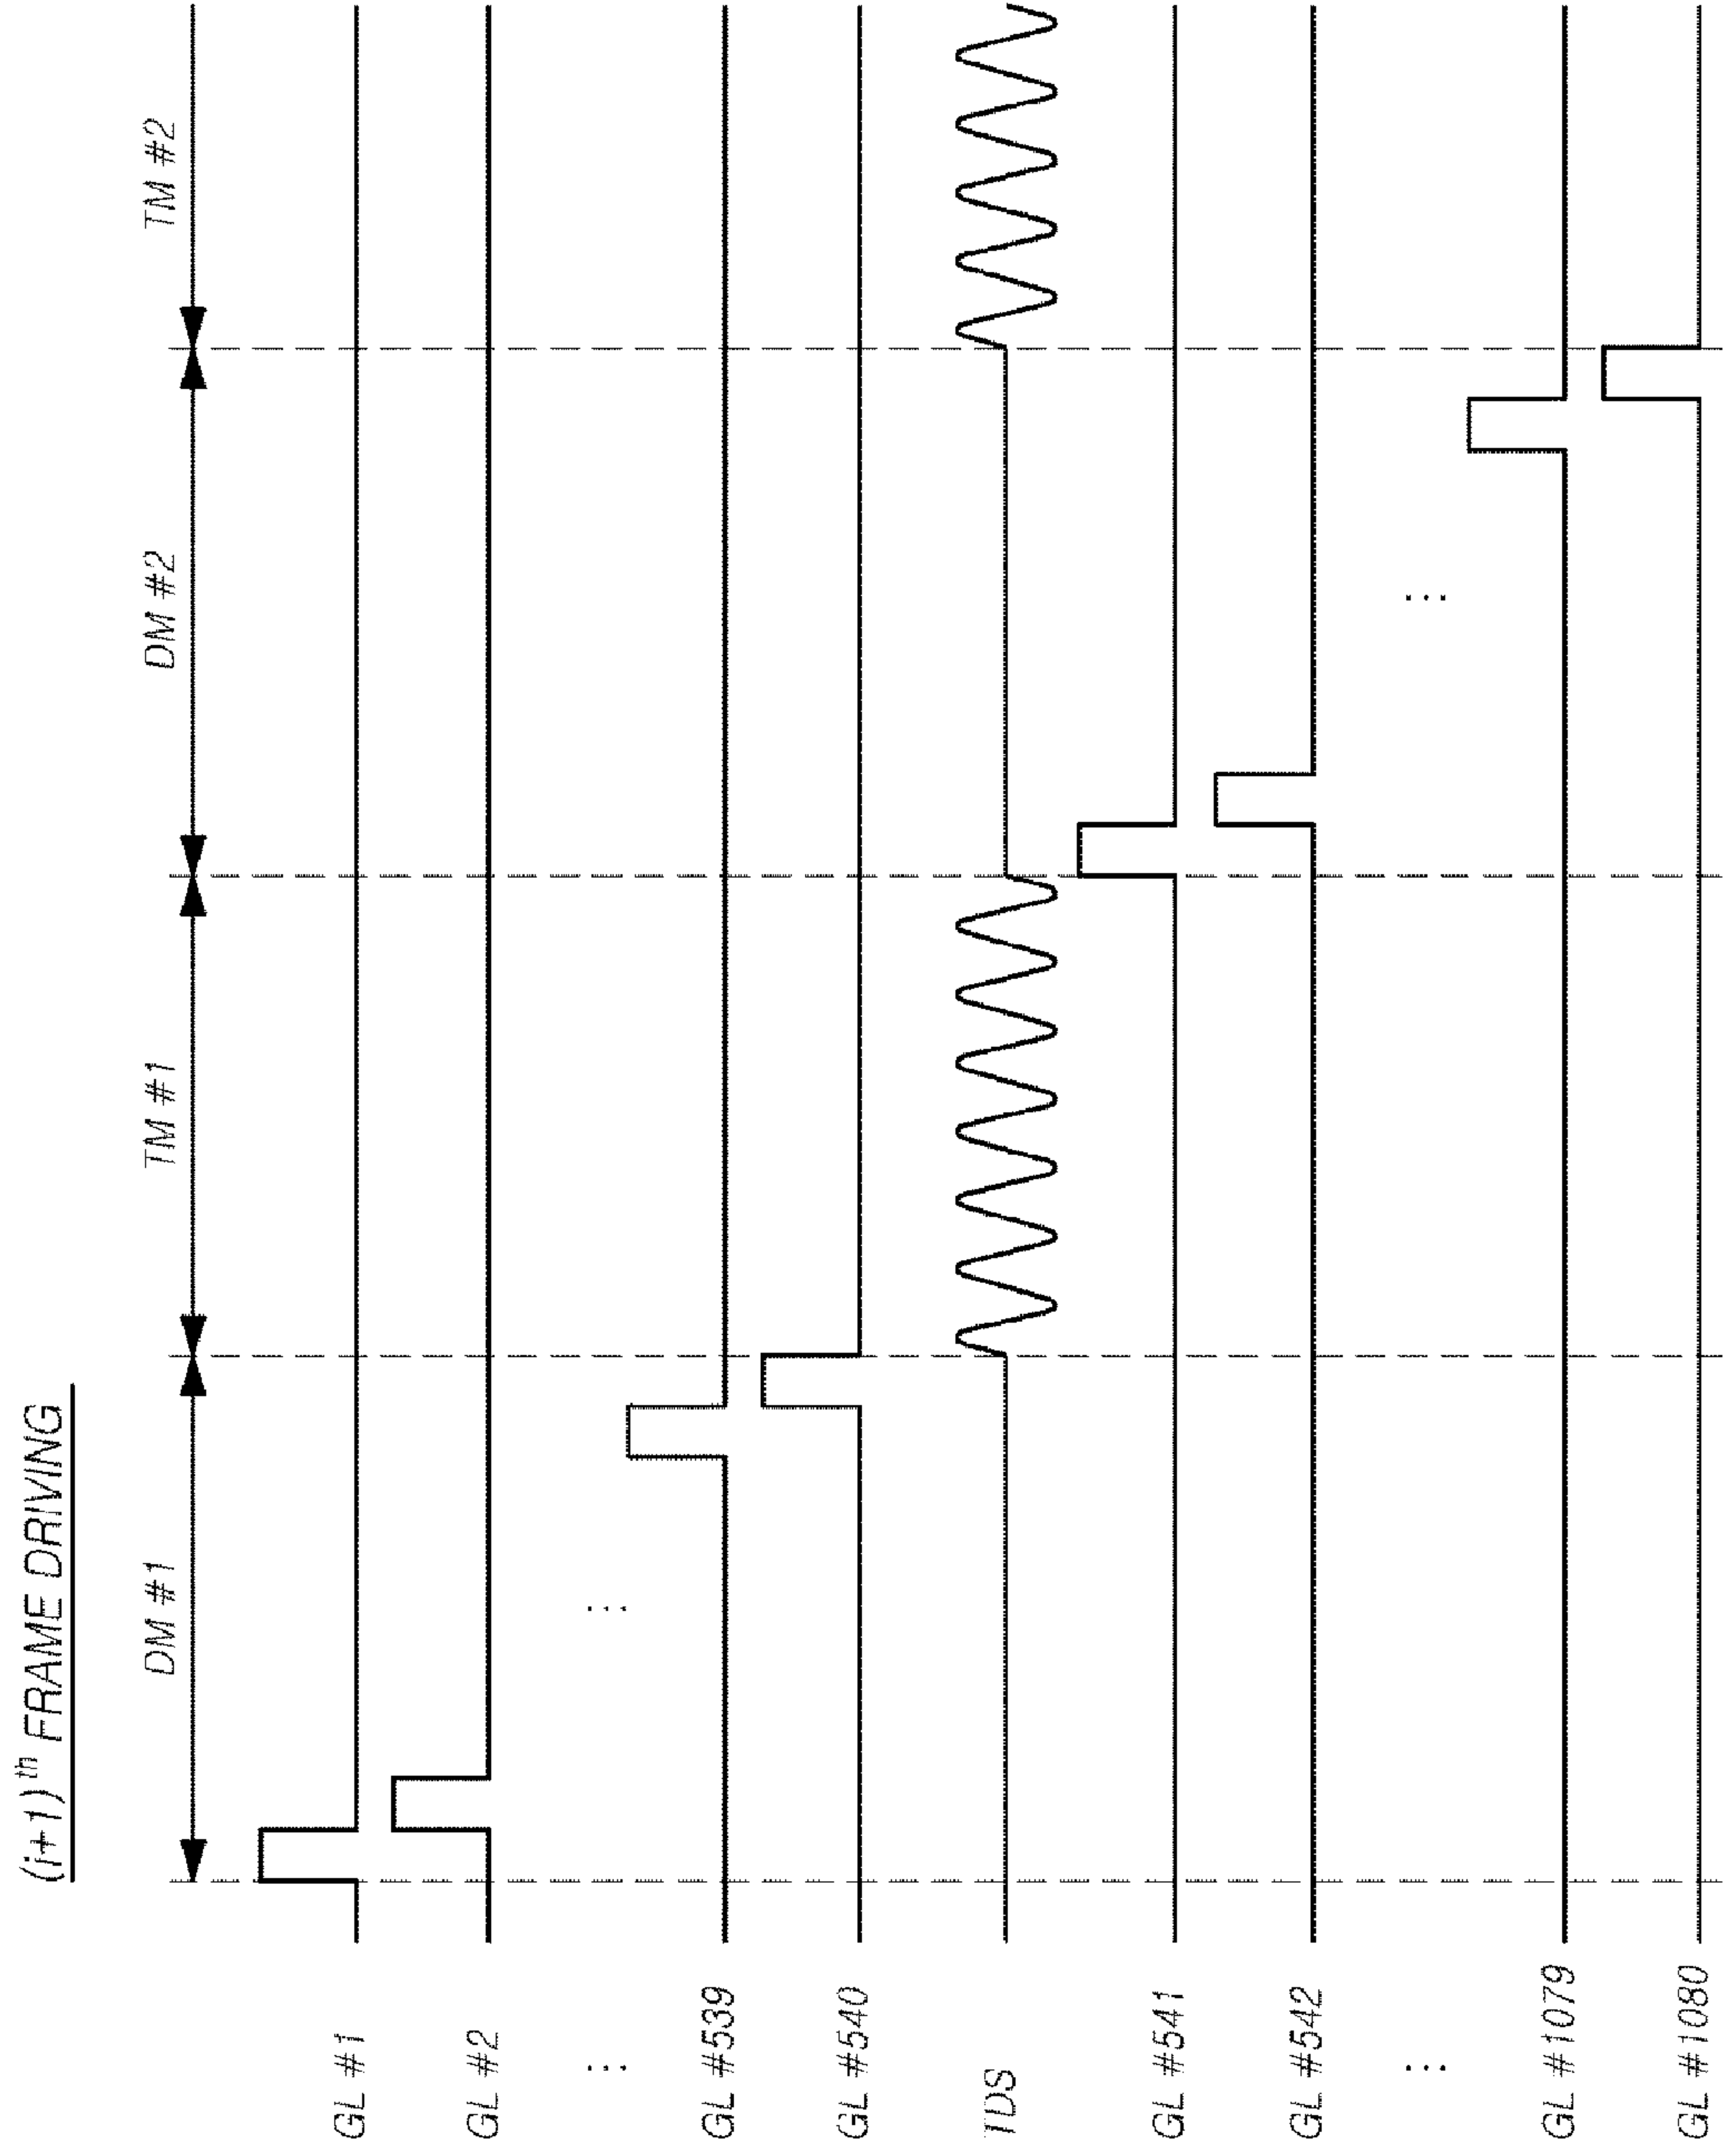 (i+1)th FRAME DRIVING
DM #1 TM #1 DM #2 TM #2
GL #1
GL #2
⋮ ...
GL #539
GL #540
TDS
GL #541
GL #542
⋮ ...
GL #1079
GL #1080